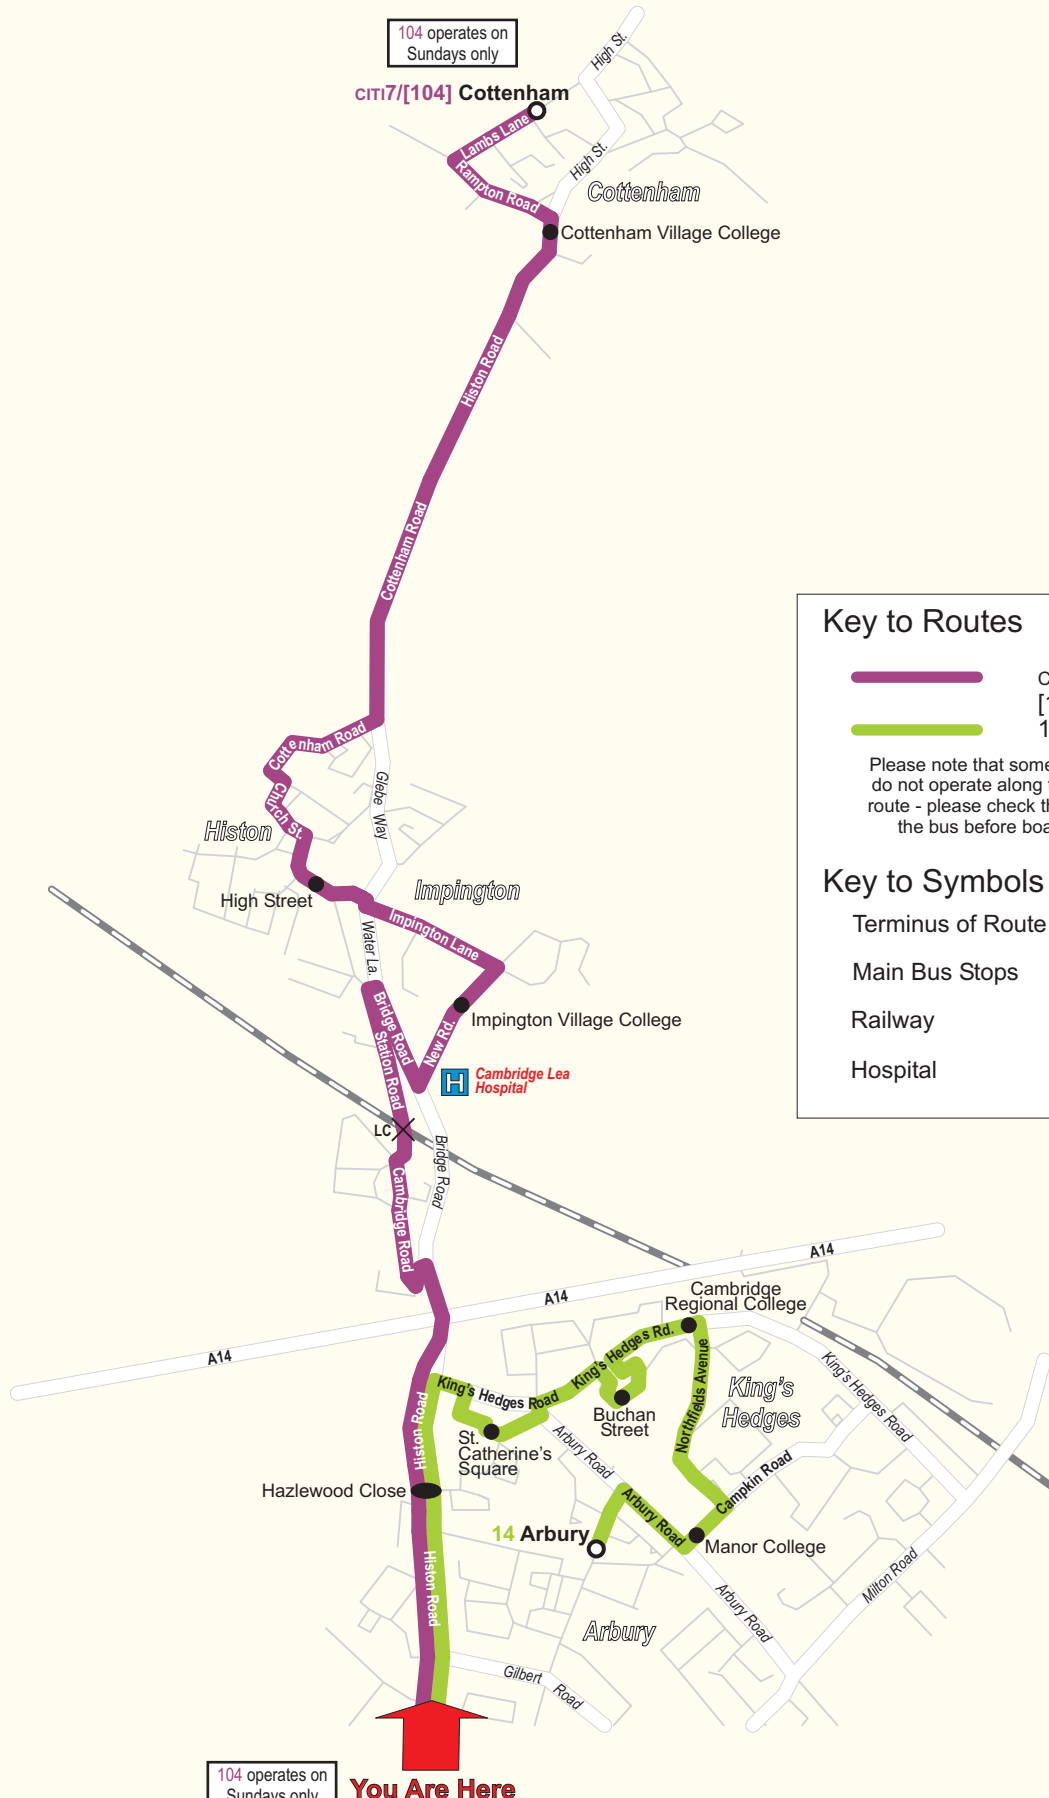 104 operates on
Sundays only
CITI7/[104] Cottenham
High St.
Lambs Lane
Rampton Road
High St.
Cottenham
Cottenham Village College
Histon Road
Cottenham Road
Key to Routes
Please note that some
do not operate along
route - please check
the bus before
Cottenham Road
Glebe Way
Church St.
Histon
High Street
Impington
Impington Lane
Water La.
Key to Symbols
Terminus of Route
Main Bus Stops
Railway
Hospital
Bridge Road
Station Road
New Rd.
Impington Village College
H
Cambridge Lea
Hospital
LC
Bridge Road
Cambridge Road
A14
A14
A14
Cambridge
Regional College
King's Hedges Rd.
King's Hedges Road
King's Hedges Road
Northfields Avenue
King's
Hedges
Buchan
Street
St.
Catherine's
Square
Arbury Road
Histon Road
Hazlewood Close
Campkin Road
Arbury Road
14 Arbury
Manor College
Histon Road
Arbury Road
Milton Road
Arbury
Gilbert Road
104 operates on
Sundays only
You Are Here